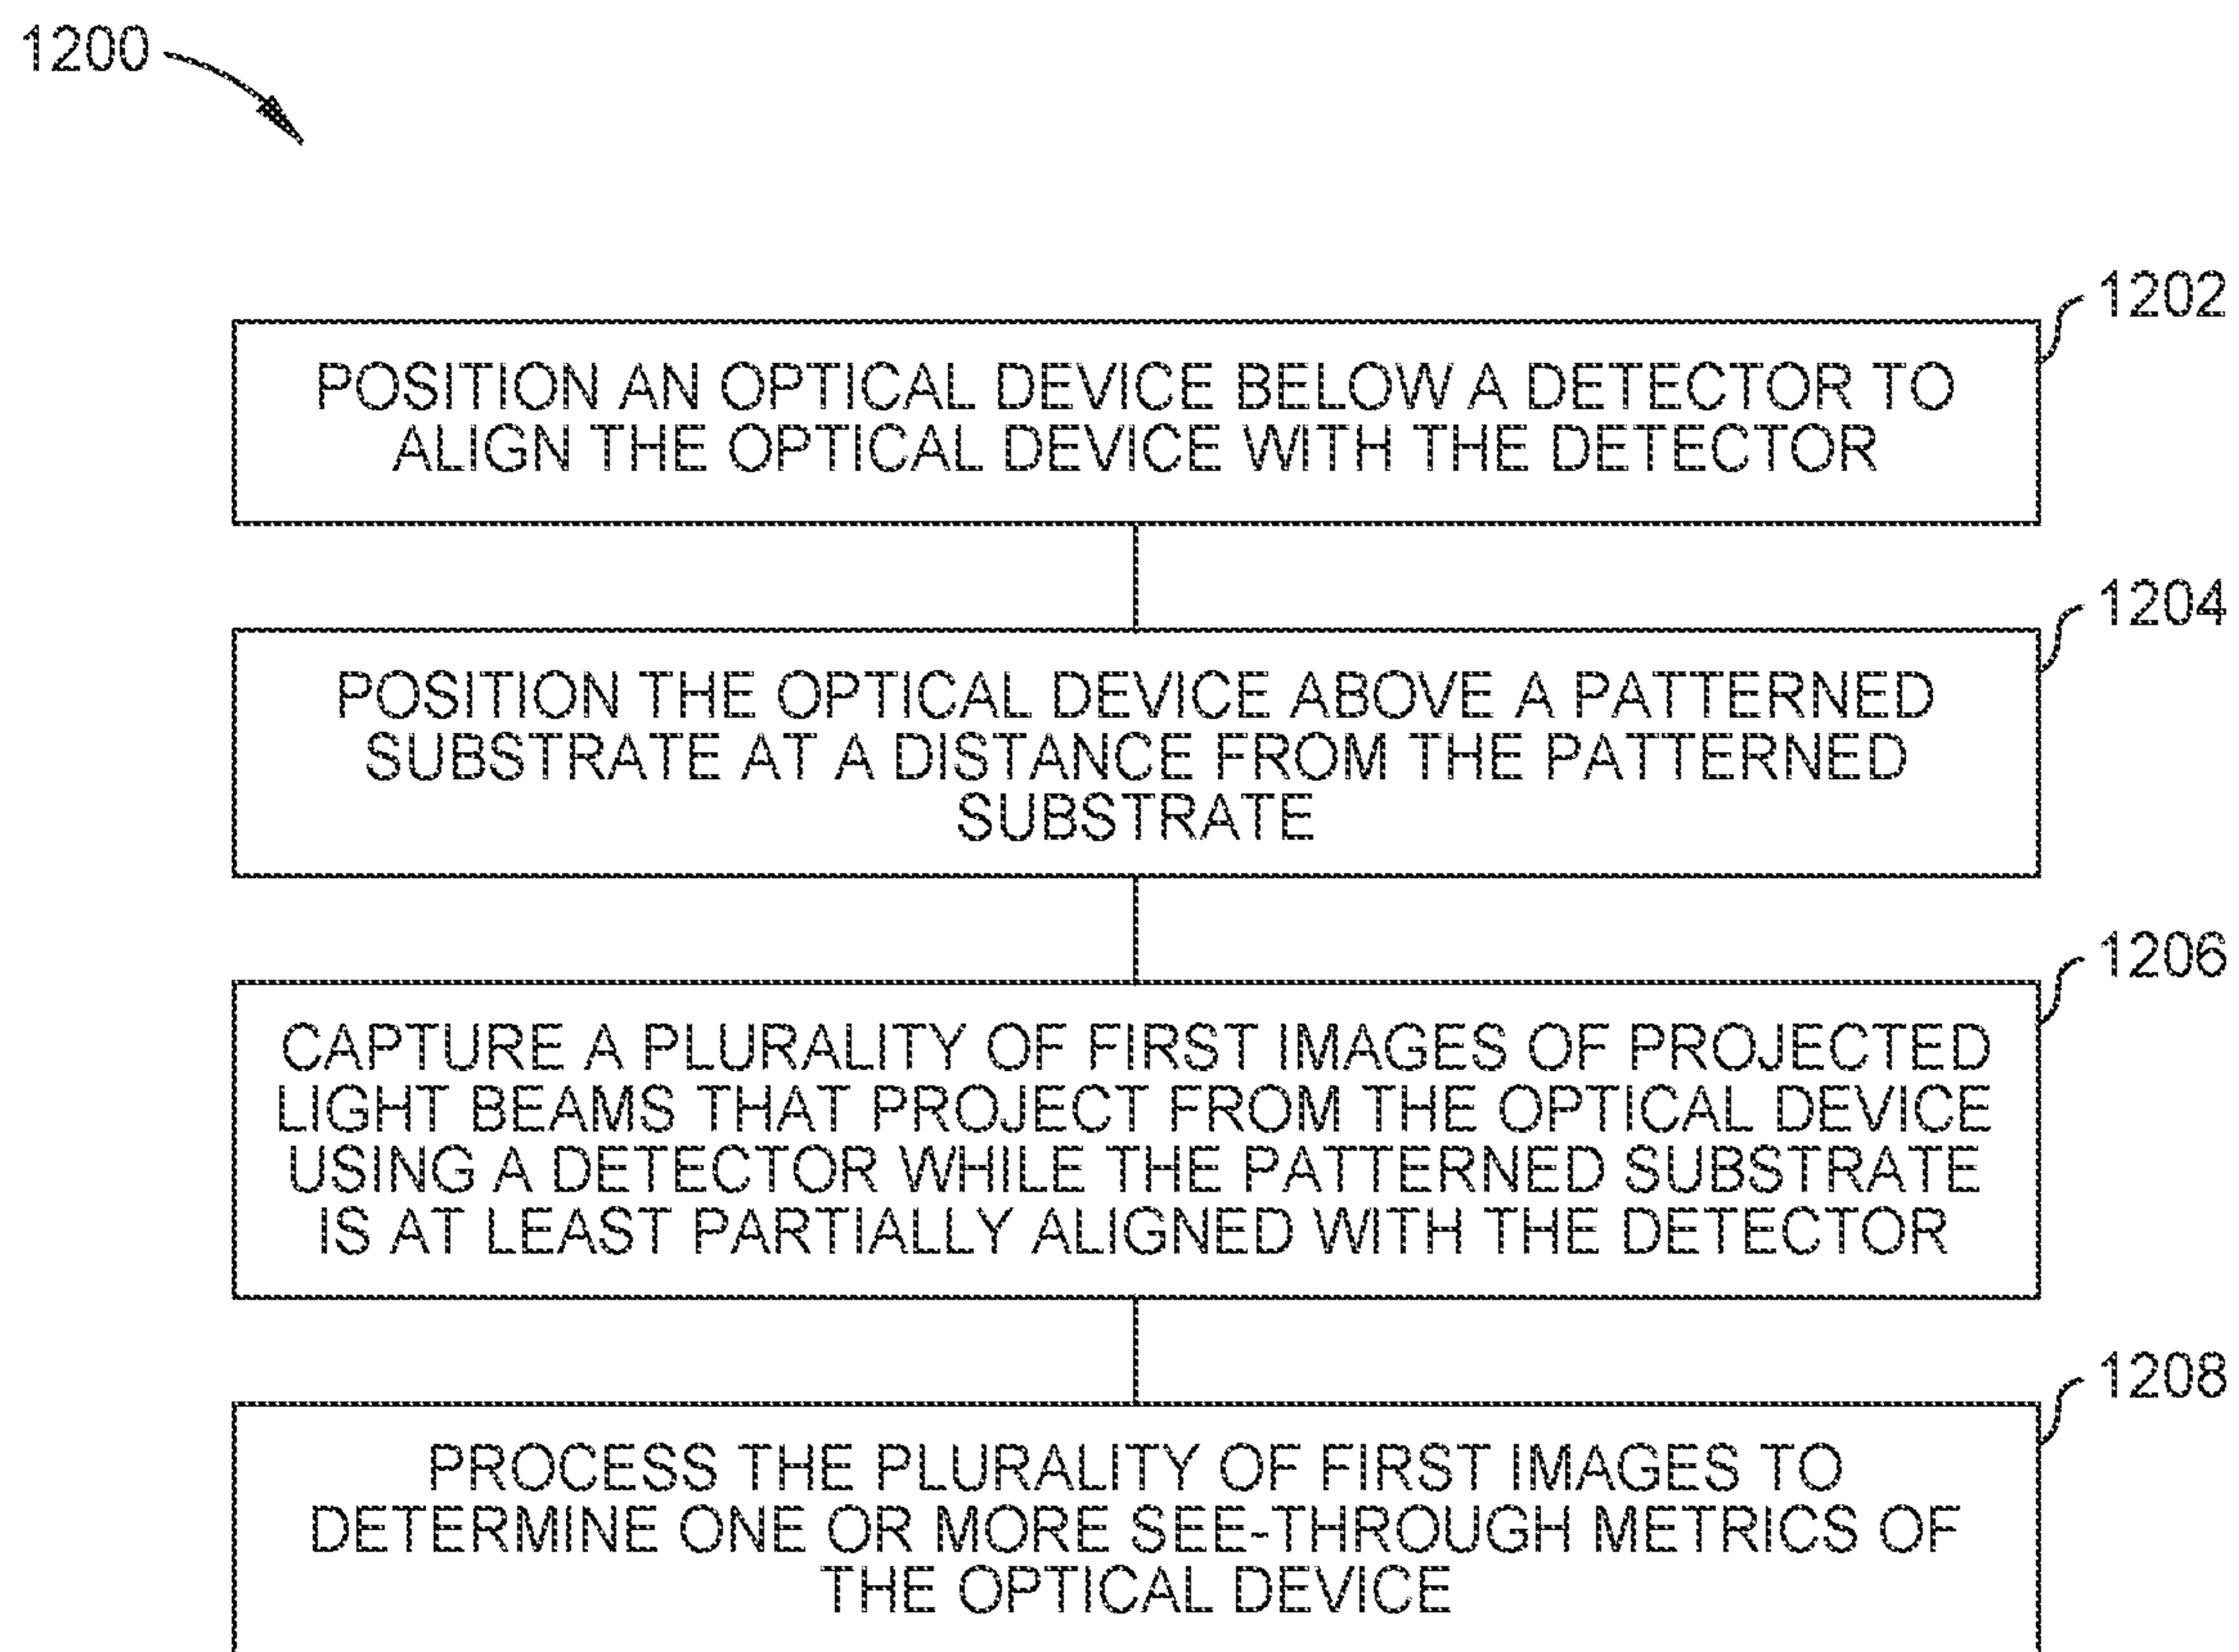 1200
1202
POSITION AN OPTICAL DEVICE BELOW A DETECTOR TO
ALIGN THE OPTICAL DEVICE WITH THE DETECTOR
1204
POSITION THE OPTICAL DEVICE ABOVE A PATTERNED
SUBSTRATE AT A DISTANCE FROM THE PATTERNED
SUBSTRATE
1206
CAPTURE A PLURALITY OF FIRST IMAGES OF PROJECTED
LIGHT BEAMS THAT PROJECT FROM THE OPTICAL DEVICE
USING A DETECTOR WHILE THE PATTERNED SUBSTRATE
IS AT LEAST PARTIALLY ALIGNED WITH THE DETECTOR
1208
PROCESS THE PLURALITY OF FIRST IMAGES TO
DETERMINE ONE OR MORE SEE-THROUGH METRICS OF
THE OPTICAL DEVICE